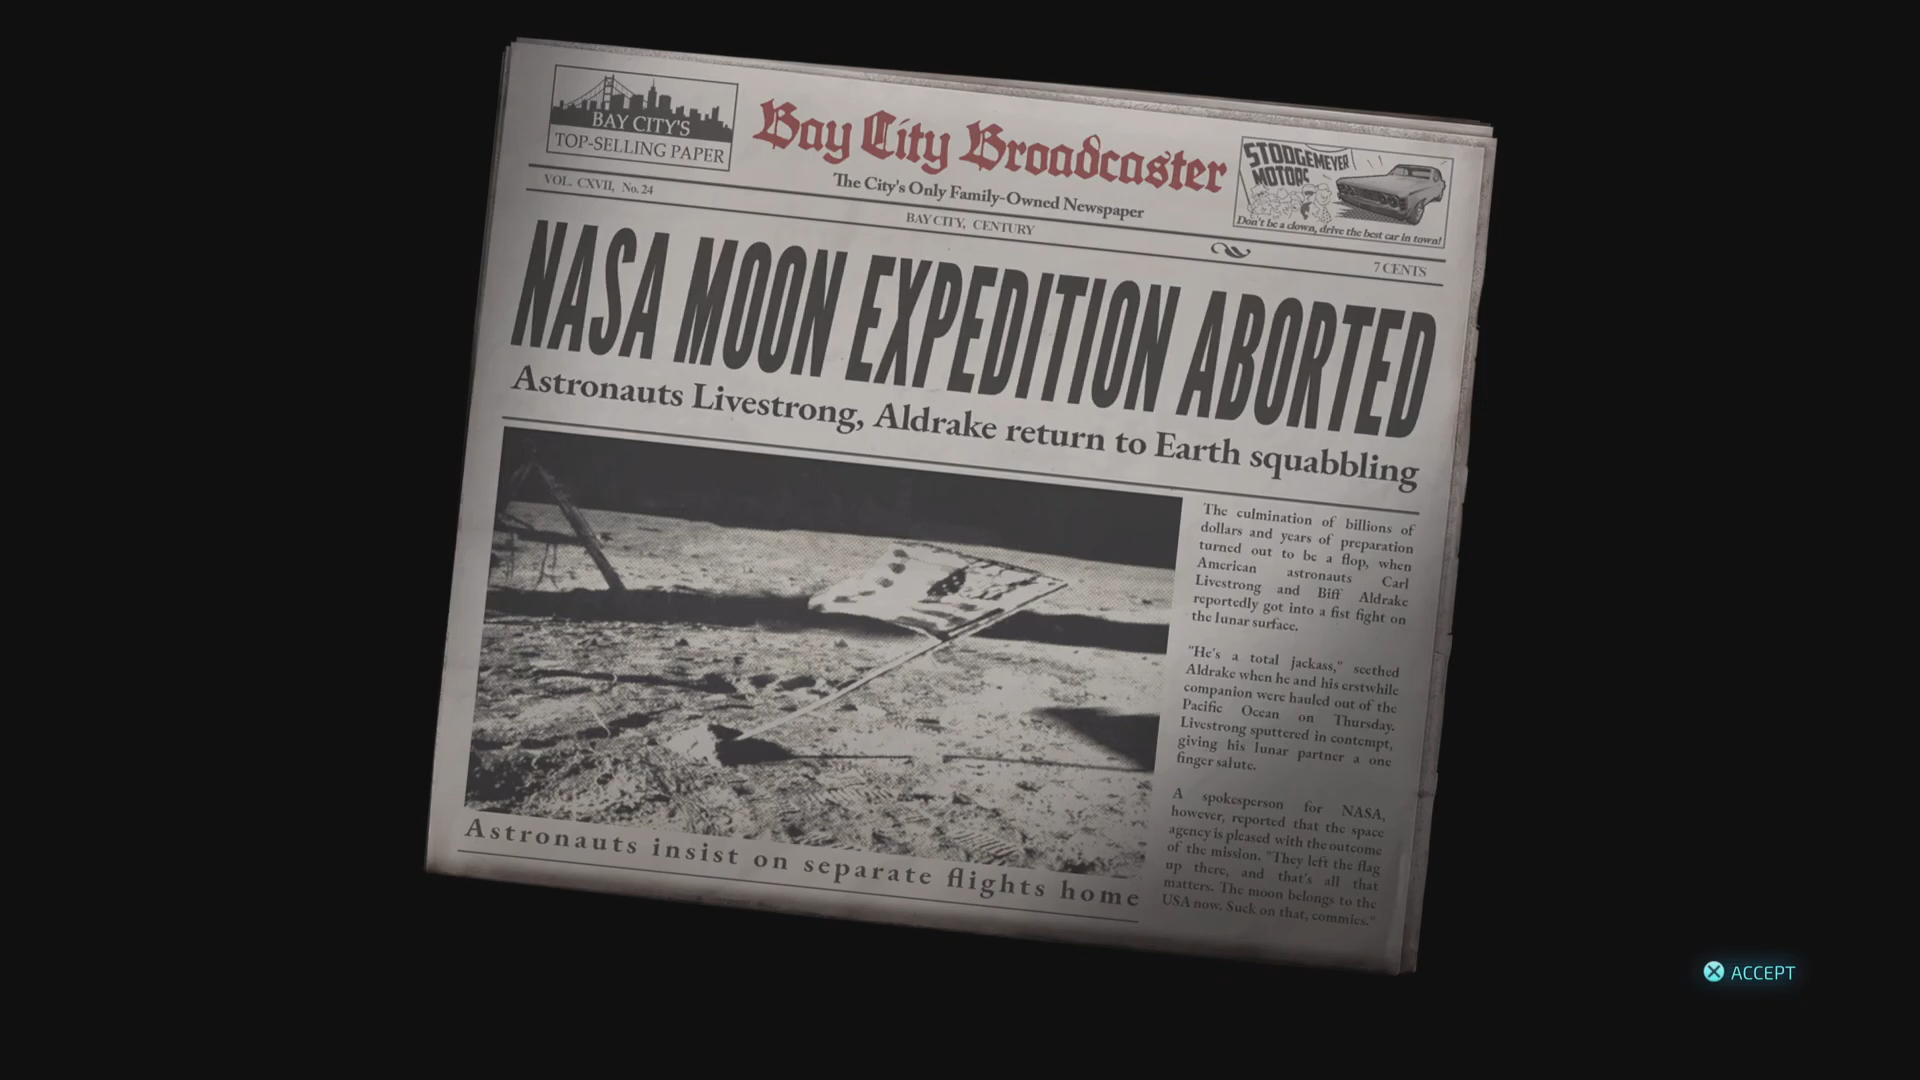 BAY CITY'S
TOP-SELLING PAPER
Bay City Broadcaster
The City's Only Family-Owned Newspaper
STODGEMEYER
MOTORS
Don't be a clown, drive the best car in town!
VOL. CXVII, No. 24
BAY CITY, CENTURY
7 CENTS
NASA MOON EXPEDITION ABORTED
Astronauts Livestrong, Aldrake return to Earth squabbling
The culmination of billions of
dollars and years of preparation
turned out to be a flop, when
American astronauts Carl
Livestrong and Biff Aldrake
reportedly got into a fist fight on
the lunar surface.
"He's a total jackass," seethed
Aldrake when he and his erstwhile
companion were hauled out of the
Pacific Ocean on Thursday.
Livestrong sputtered in contempt,
giving his lunar partner a one
finger salute.
A spokesperson for NASA,
however, reported that the space
agency is pleased with the outcome
of the mission. "They left the flag
up there, and that's all that
matters. The moon belongs to the
USA now. Suck on that, commies."
Astronauts insist on separate flights home
ACCEPT